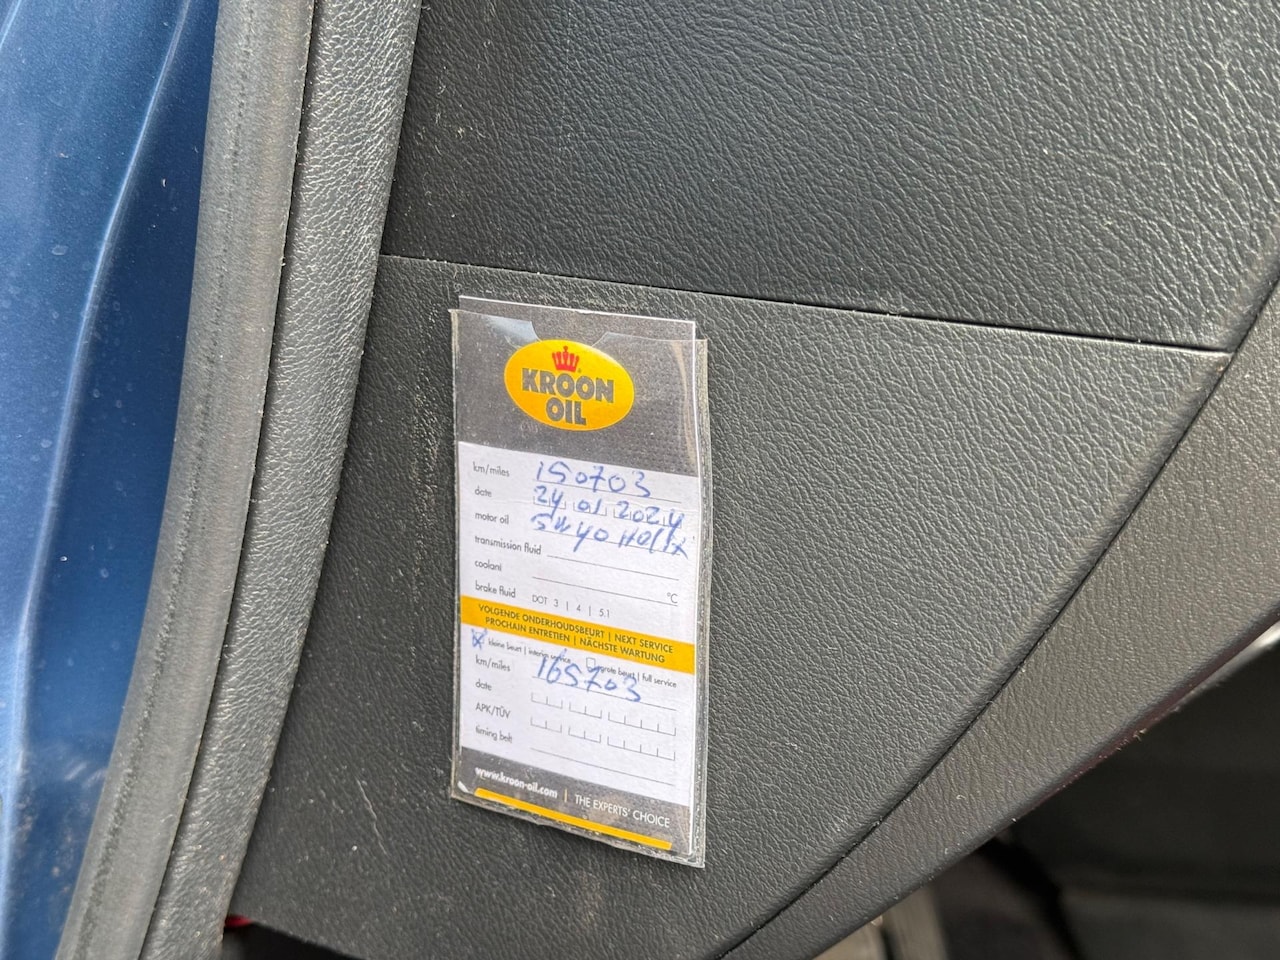 KROON
OIL
km/miles 150703
date 24 01 2024
motor oil 5W40 Helix
transmission fluid
coolant °C
brake fluid DOT 3 | 4 | 5.1
VOLGENDE ONDERHOUDSBEURT | NEXT SERVICE
PROCHAIN ENTRETIEN | NÄCHSTE WARTUNG
x kleine beurt | interim service grote beurt | full service
km/miles 165703
date
APK/TÜV
timing belt
www.kroon-oil.com | THE EXPERTS' CHOICE